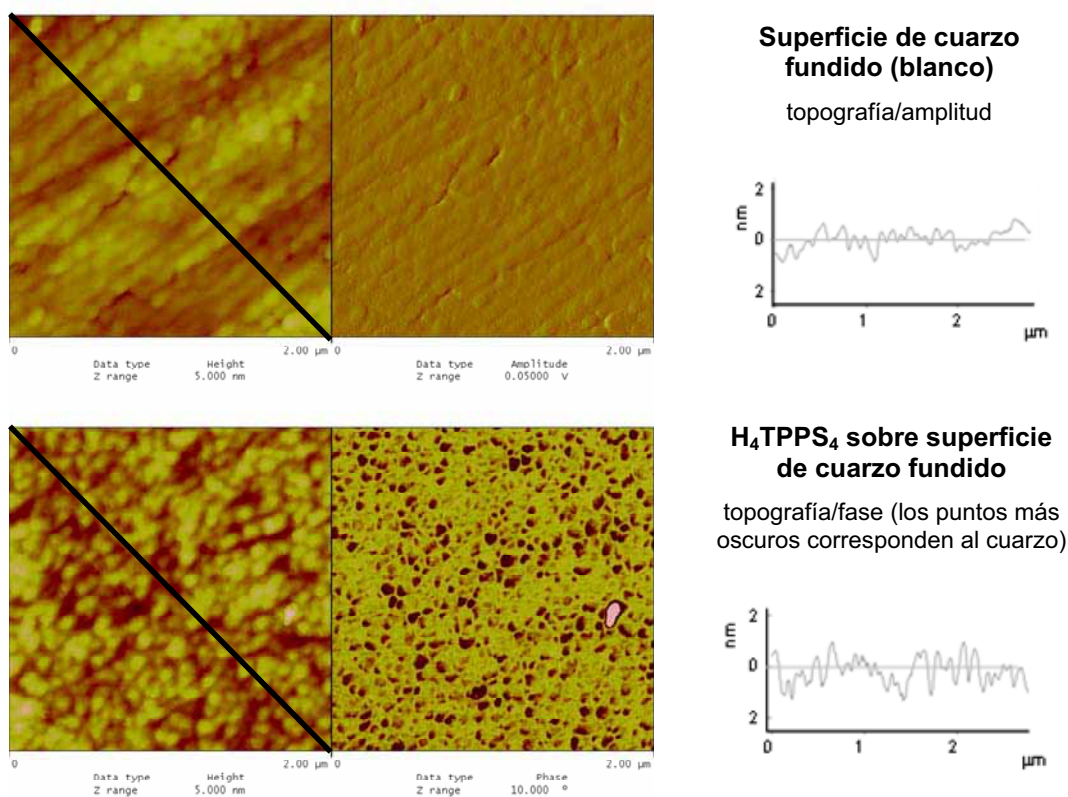 Superficie de cuarzo
fundido (blanco)
topografía/amplitud
2
0
2
nm
0 1 2
µm
0 2.00 µm
Data type Height
Z range 5.000 nm
0 2.00 µm
Data type Amplitude
Z range 0.05000 V
H₄TPPS₄ sobre superficie
de cuarzo fundido
topografía/fase (los puntos más
oscuros corresponden al cuarzo)
2
0
2
nm
0 1 2
µm
0 2.00 µm
Data type Height
Z range 5.000 nm
0 2.00 µm
Data type Phase
Z range 10.000 °